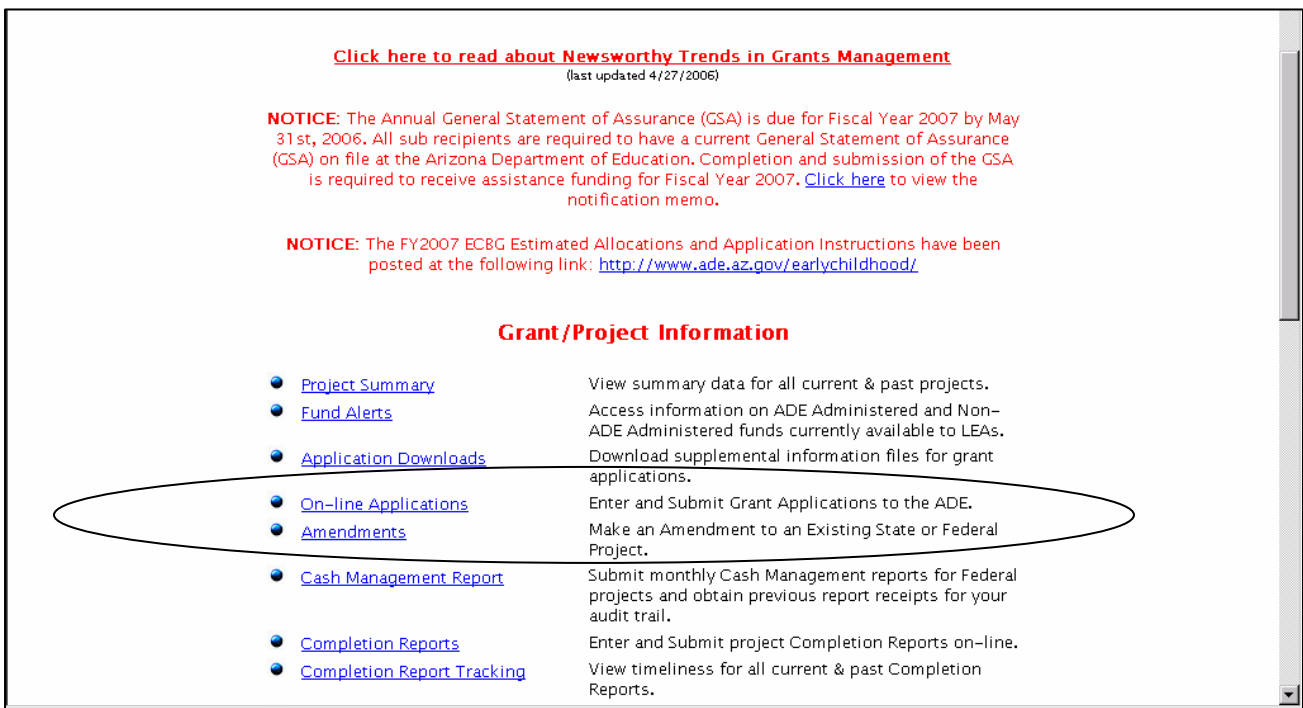 Click here to read about Newsworthy Trends in Grants Management
(last updated 4/27/2006)
NOTICE: The Annual General Statement of Assurance (GSA) is due for Fiscal Year 2007 by May
31st, 2006. All sub recipients are required to have a current General Statement of Assurance
(GSA) on file at the Arizona Department of Education. Completion and submission of the GSA
is required to receive assistance funding for Fiscal Year 2007. Click here to view the
notification memo.
NOTICE: The FY2007 ECBG Estimated Allocations and Application Instructions have been
posted at the following link: http://www.ade.az.gov/earlychildhood/
Grant/Project Information
Project Summary View summary data for all current & past projects.
Fund Alerts Access information on ADE Administered and Non-
ADE Administered funds currently available to LEAs.
Application Downloads Download supplemental information files for grant
applications.
On-line Applications Enter and Submit Grant Applications to the ADE.
Amendments Make an Amendment to an Existing State or Federal
Project.
Cash Management Report Submit monthly Cash Management reports for Federal
projects and obtain previous report receipts for your
audit trail.
Completion Reports Enter and Submit project Completion Reports on-line.
Completion Report Tracking View timeliness for all current & past Completion
Reports.